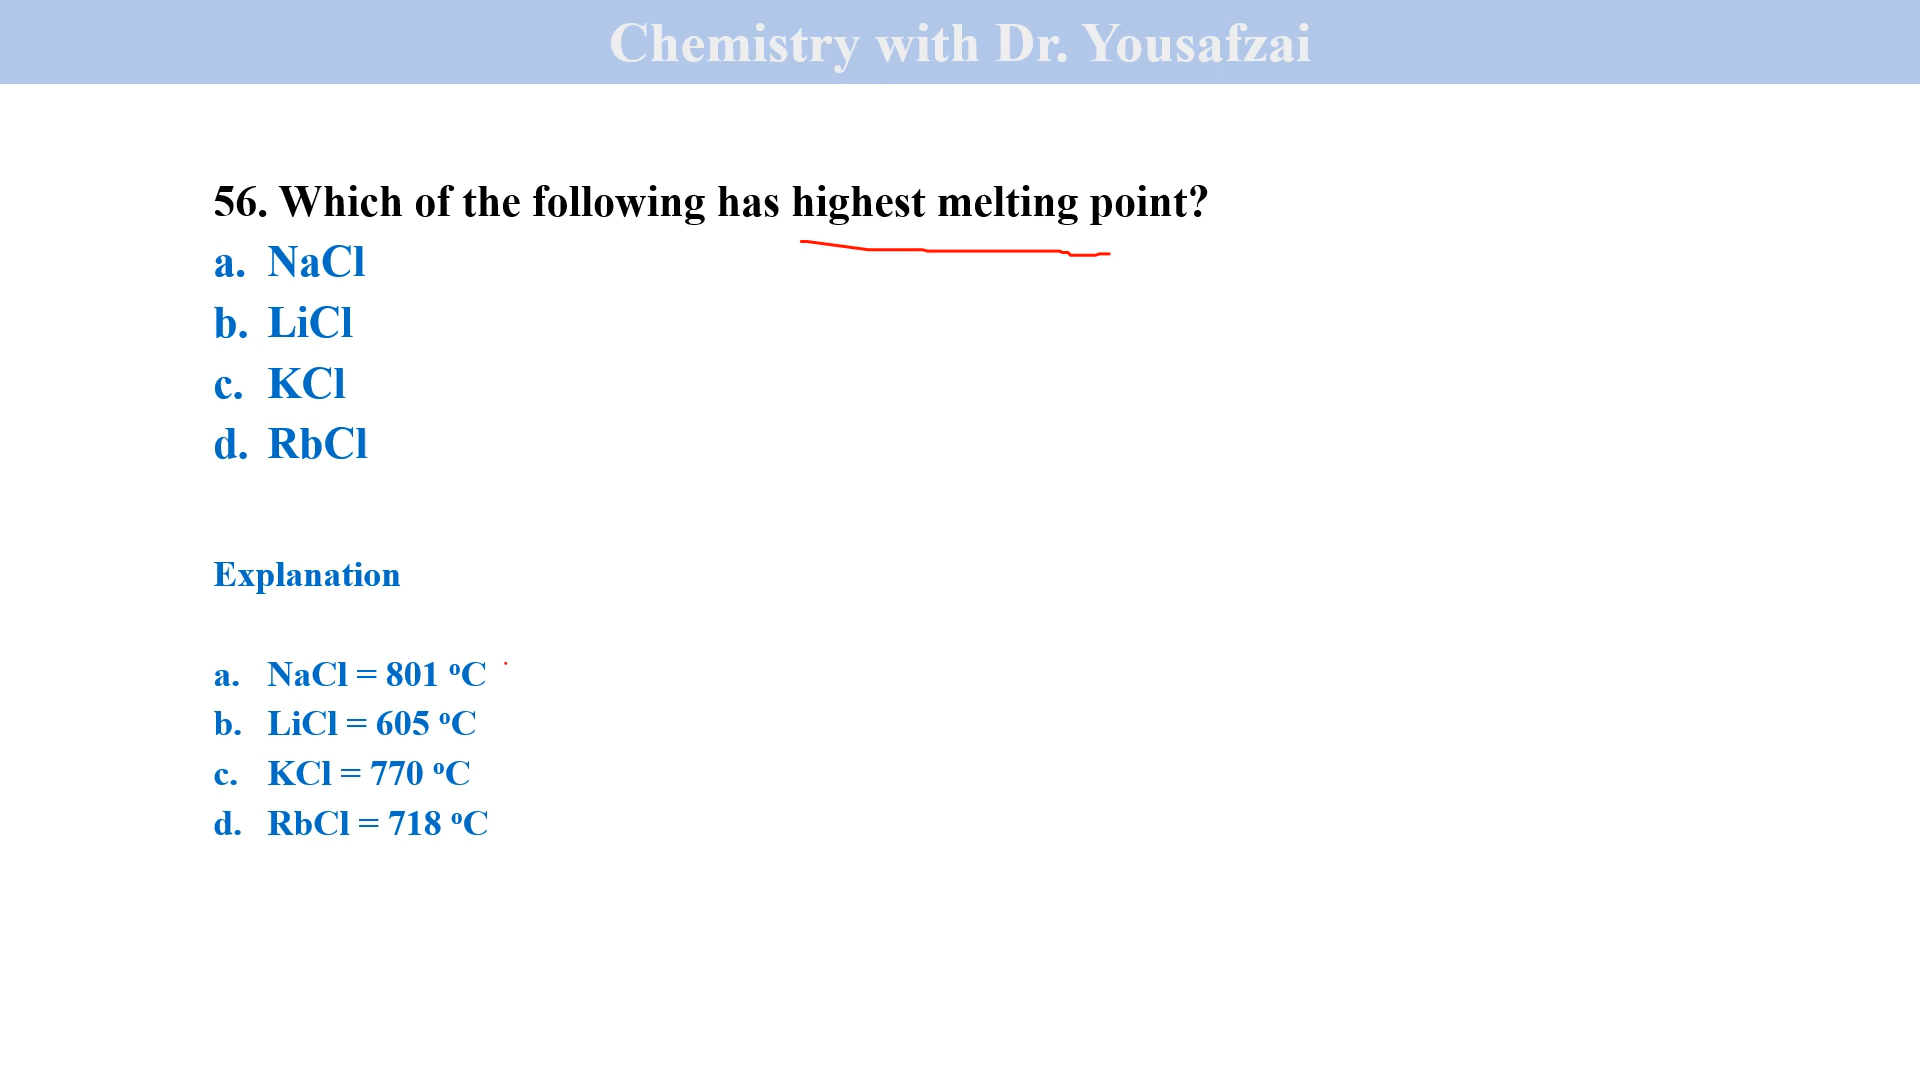 Chemistry with Dr. Yousafzai
56. Which of the following has highest melting point?
a. NaCl
b. LiCl
c. KCl
d. RbCl
Explanation
a. NaCl = 801 ᵒC
b. LiCl = 605 ᵒC
c. KCl = 770 ᵒC
d. RbCl = 718 ᵒC